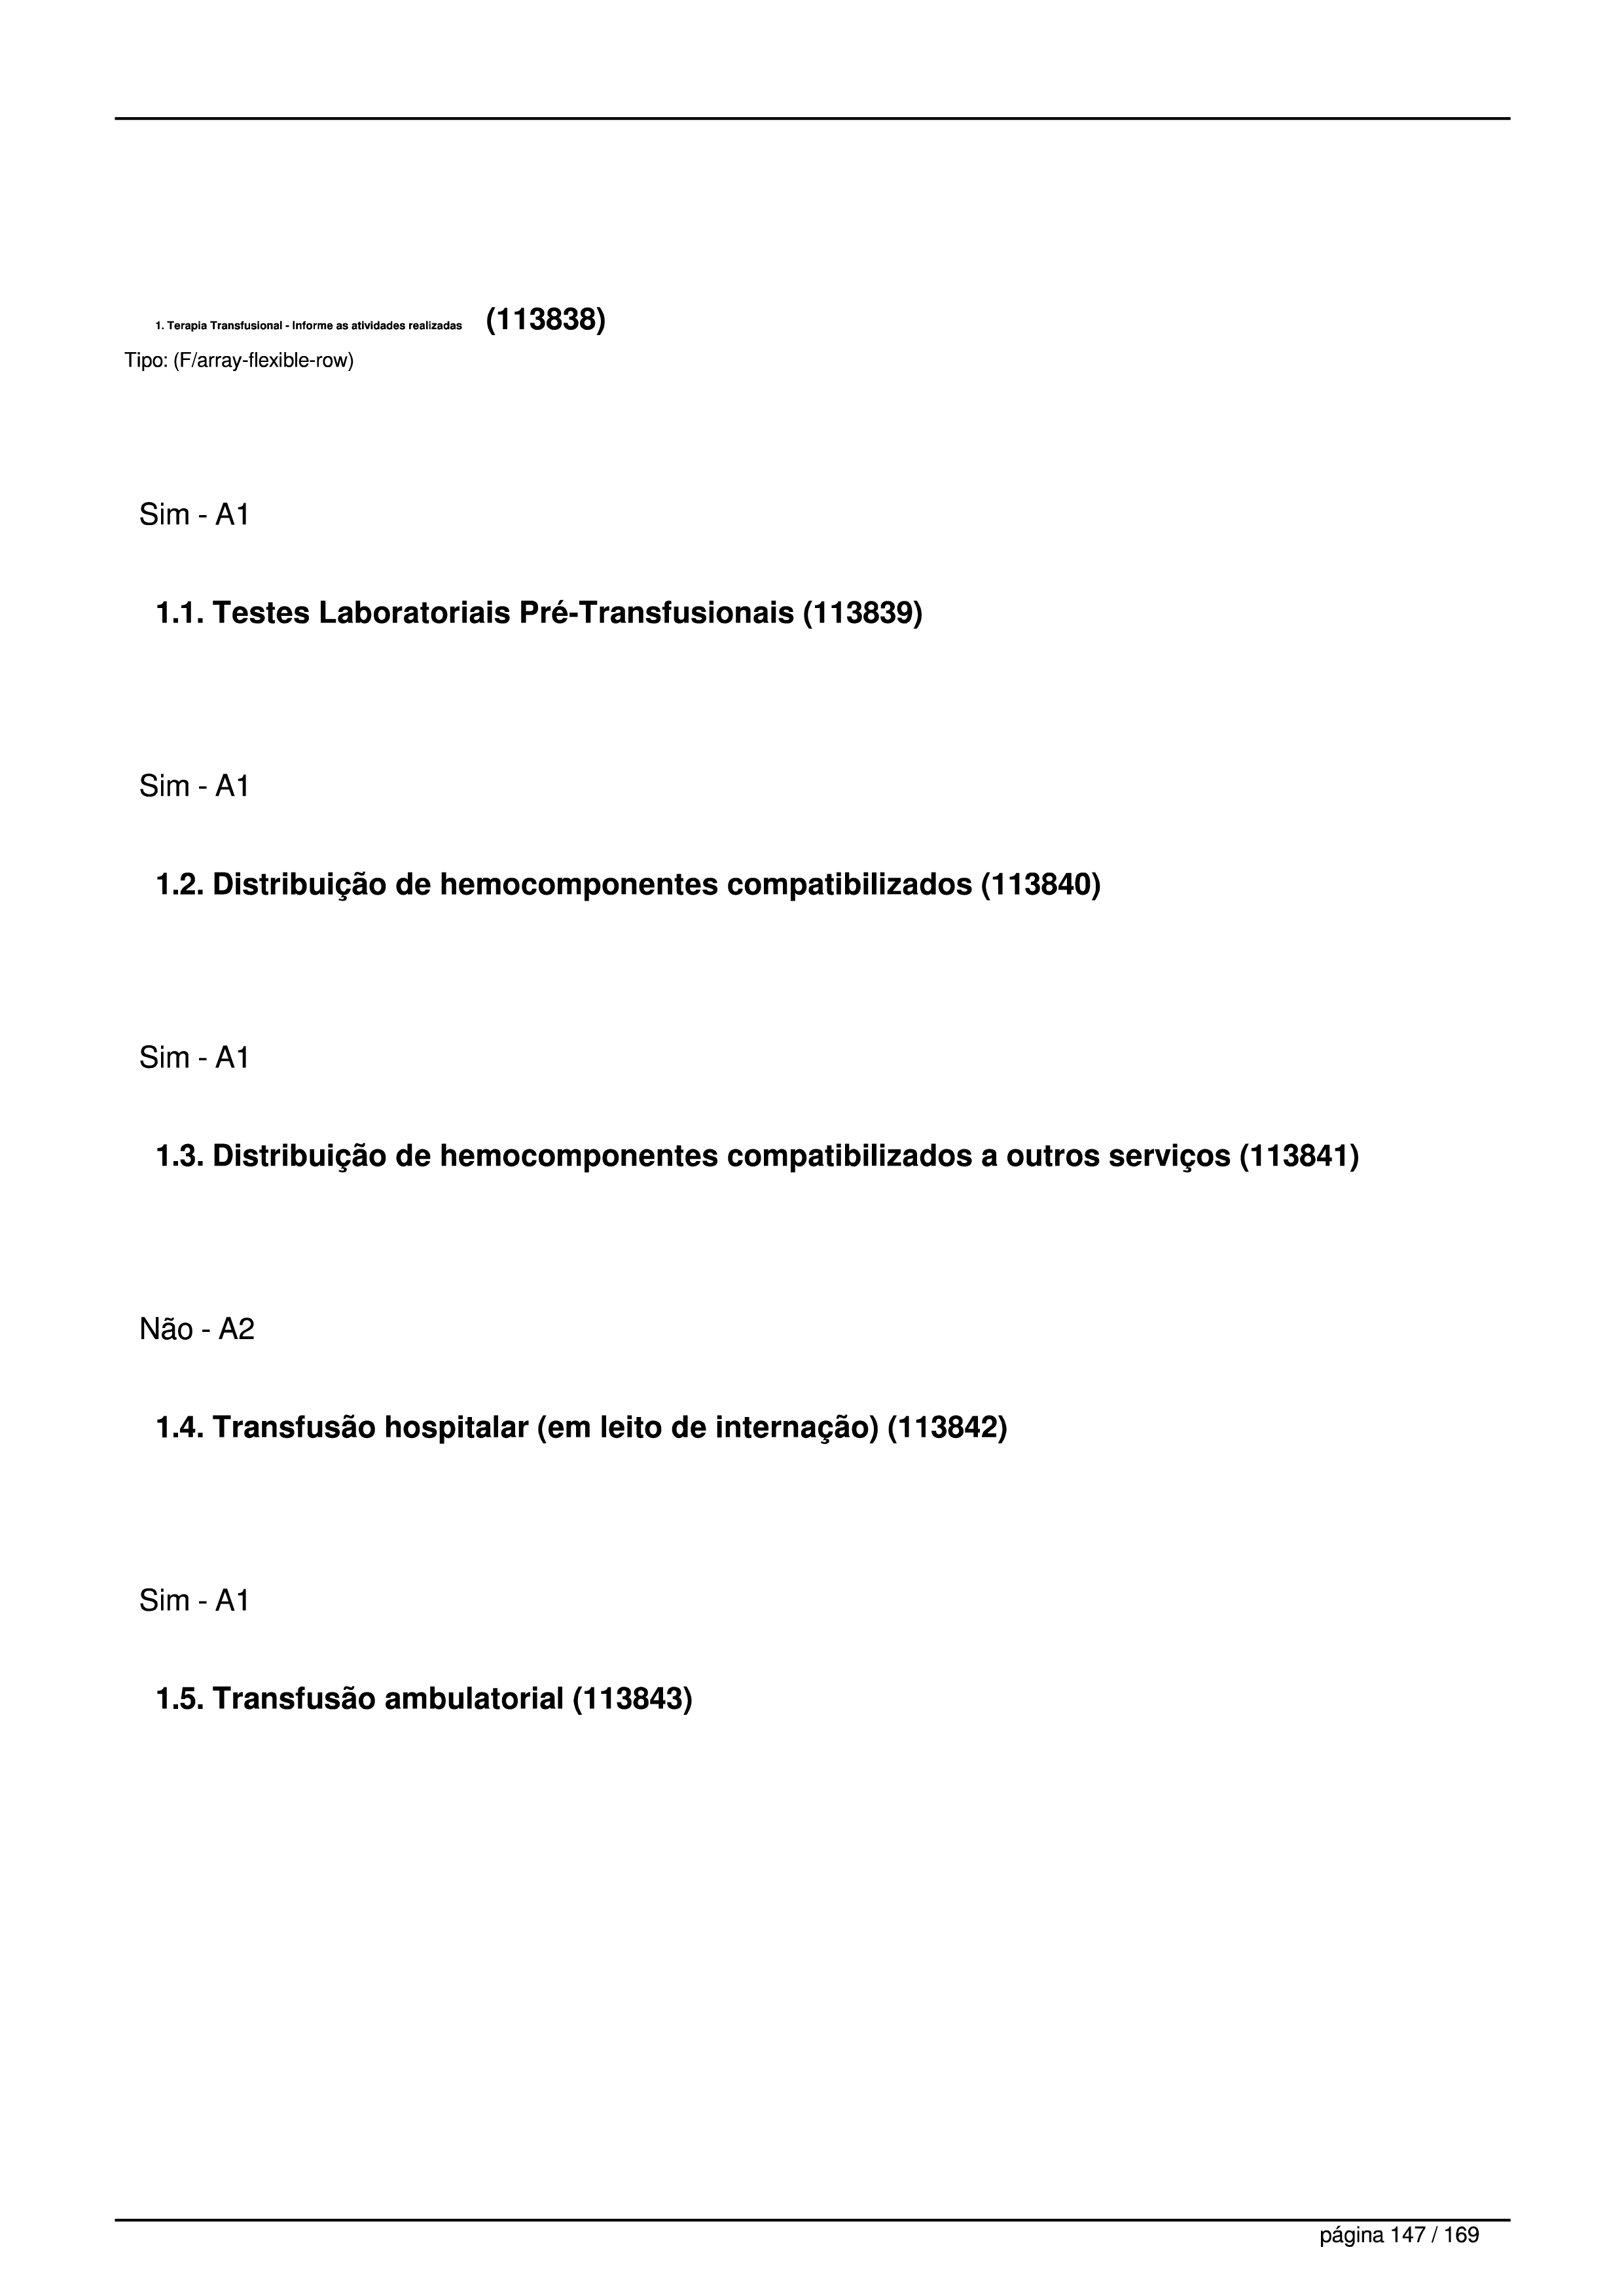 1. Terapia Transfusional - Informe as atividades realizadas (113838)
Tipo: (F/array-flexible-row)
Sim - A1
1.1. Testes Laboratoriais Pré-Transfusionais (113839)
Sim - A1
1.2. Distribuição de hemocomponentes compatibilizados (113840)
Sim - A1
1.3. Distribuição de hemocomponentes compatibilizados a outros serviços (113841)
Não - A2
1.4. Transfusão hospitalar (em leito de internação) (113842)
Sim - A1
1.5. Transfusão ambulatorial (113843)
página 147 / 169